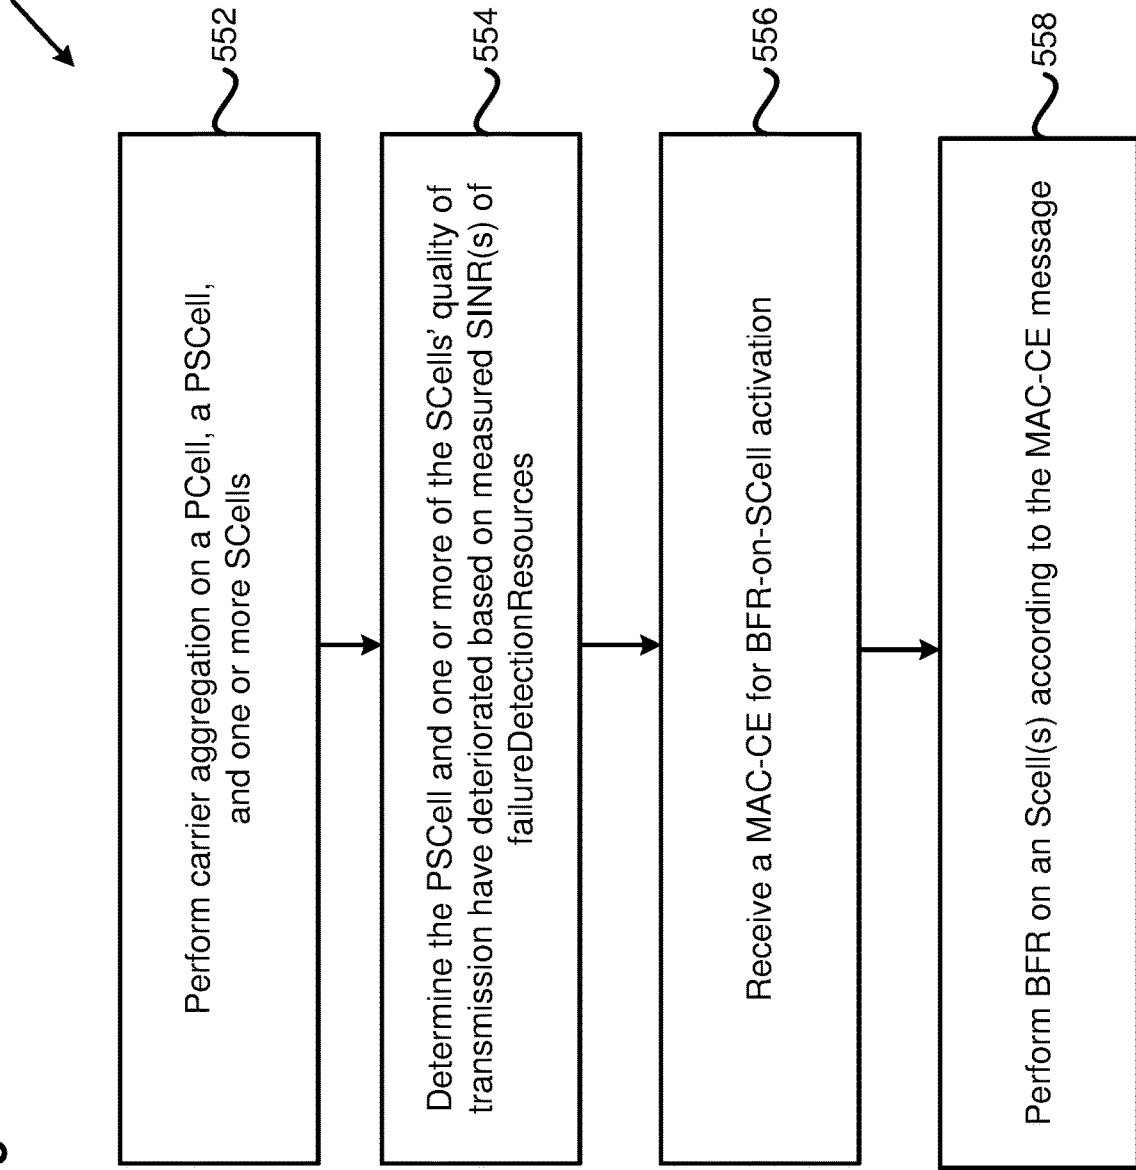 552
Perform carrier aggregation on a PCell, a PSCell,
and one or more SCells
554
Determine the PSCell and one or more of the SCells’ quality of
transmission have deteriorated based on measured SINR(s) of
failureDetectionResources
556
Receive a MAC-CE for BFR-on-SCell activation
558
Perform BFR on an Scell(s) according to the MAC-CE message